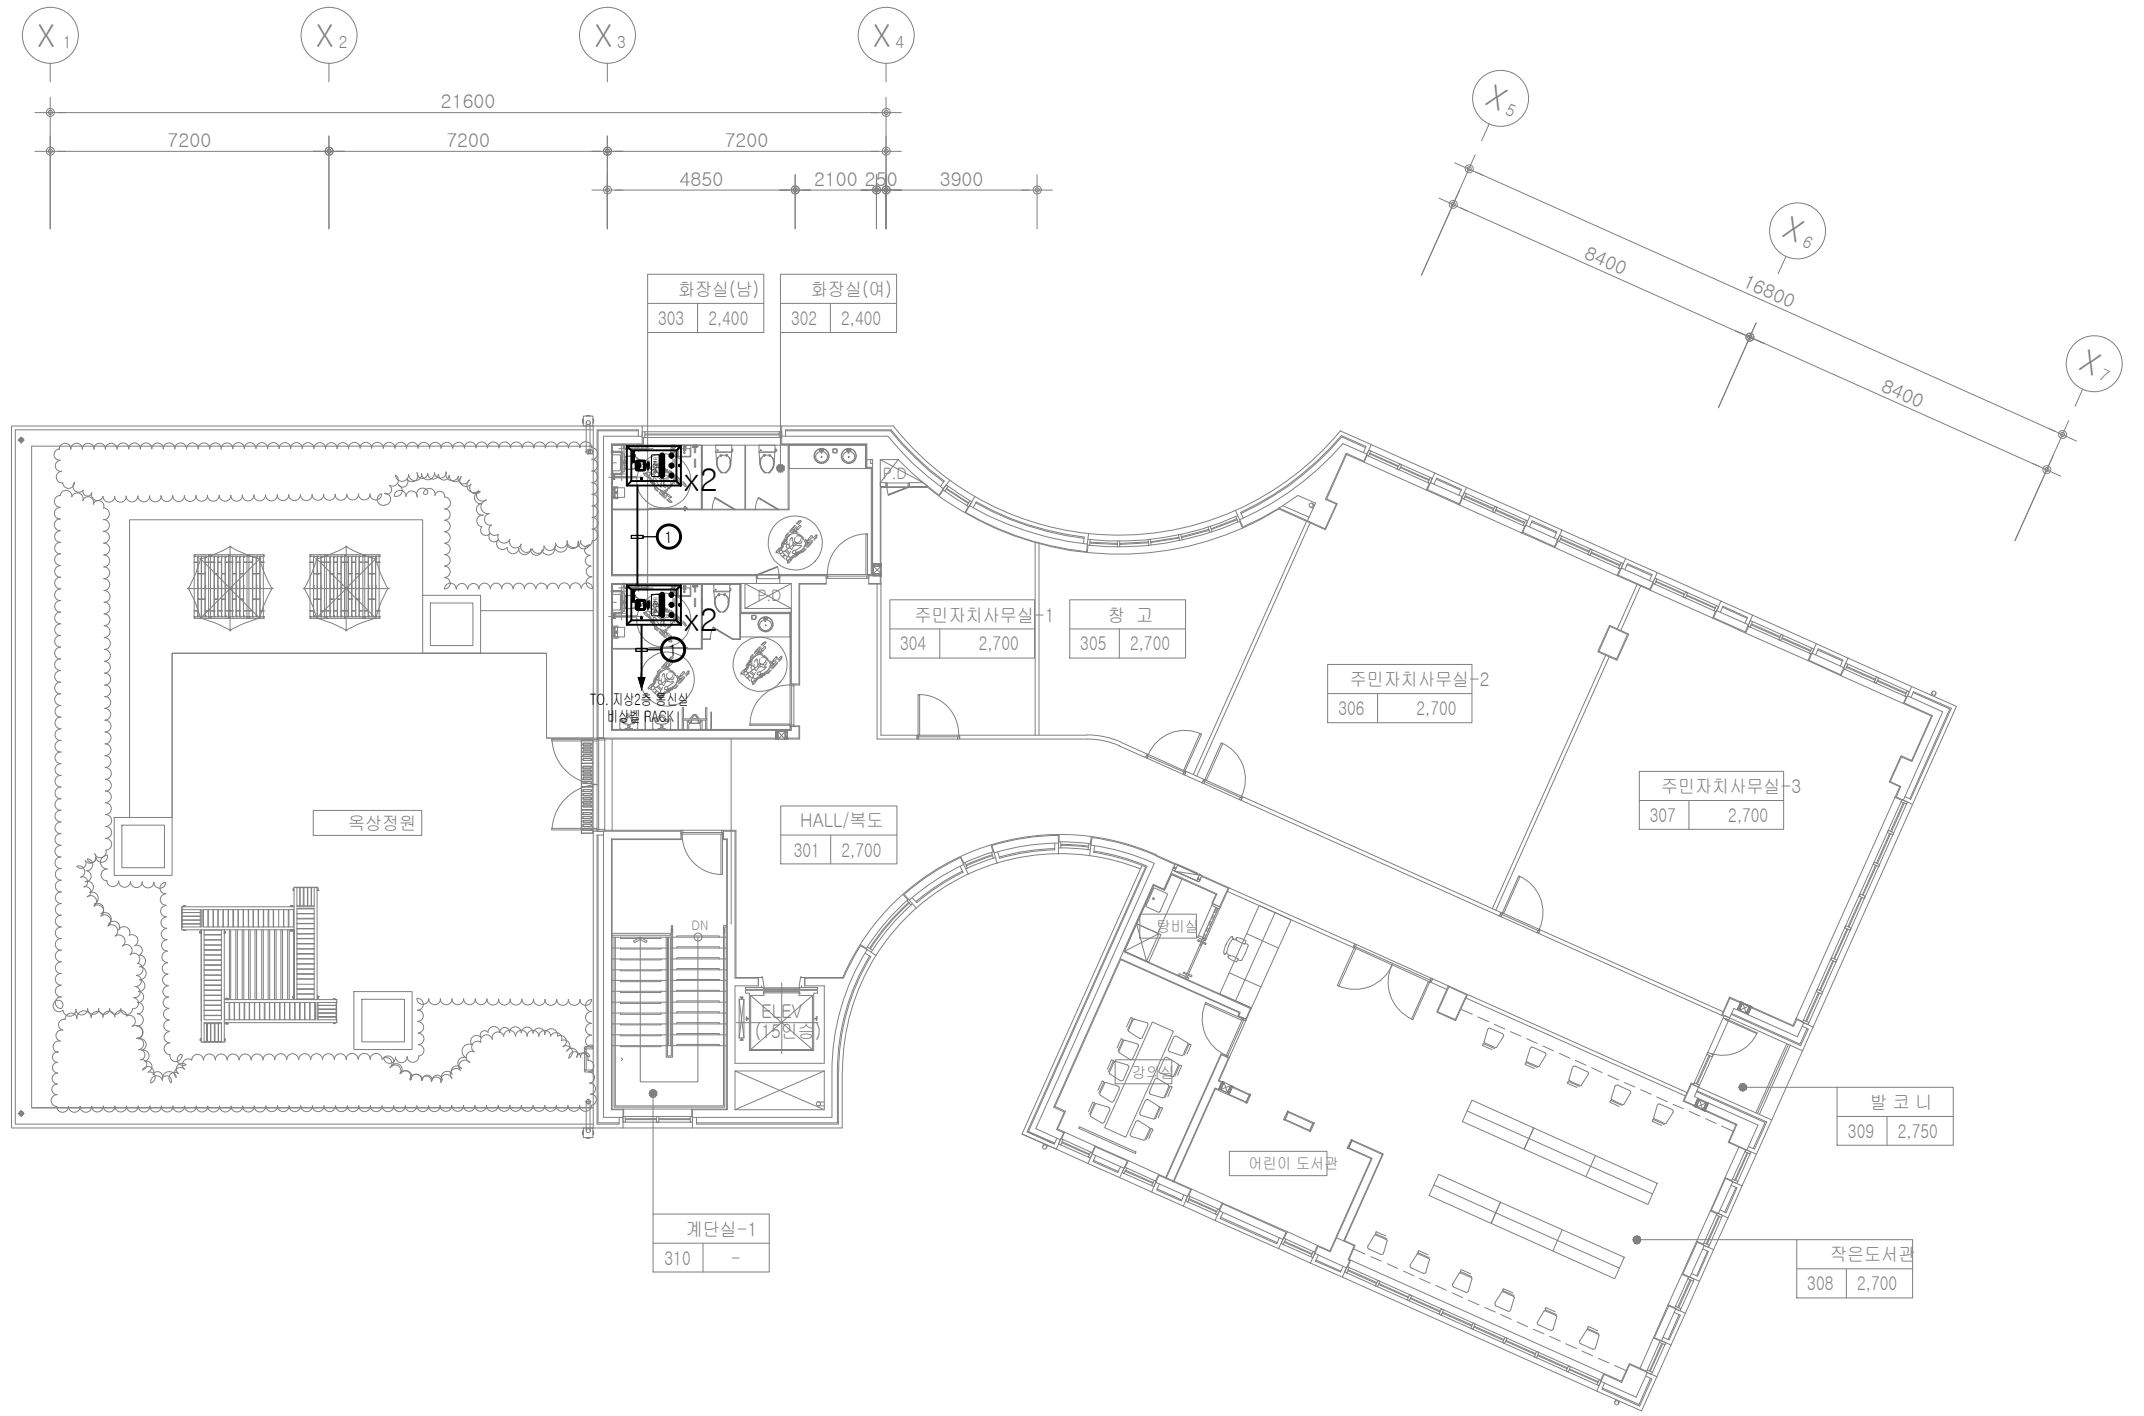 X1
X2
X3
X4
21600
7200
7200
7200
4850
2100
250
3900
X5
X6
X7
8400
16800
8400
화장실(남)
303
2,400
화장실(여)
302
2,400
X2
P.D
1
P.D
X2
1
TO. 지상2층 통신실
비상벨 RACK
주민자치사무실-1
304
2,700
창 고
305
2,700
주민자치사무실-2
306
2,700
주민자치사무실-3
307
2,700
옥상정원
HALL/복도
301
2,700
DN
ELEV
(15인승)
탕비실
강의실
어린이 도서관
발 코 니
309
2,750
계단실-1
310
-
작은도서관
308
2,700